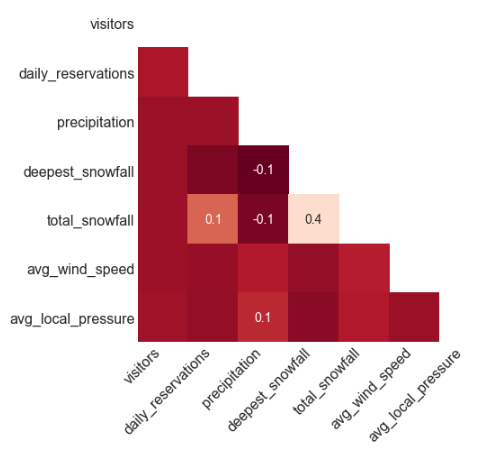 visitors
daily_reservations
precipitation
deepest_snowfall -0.1
total_snowfall 0.1 -0.1 0.4
avg_wind_speed
avg_local_pressure 0.1
visitors daily_reservations precipitation deepest_snowfall total_snowfall avg_wind_speed avg_local_pressure